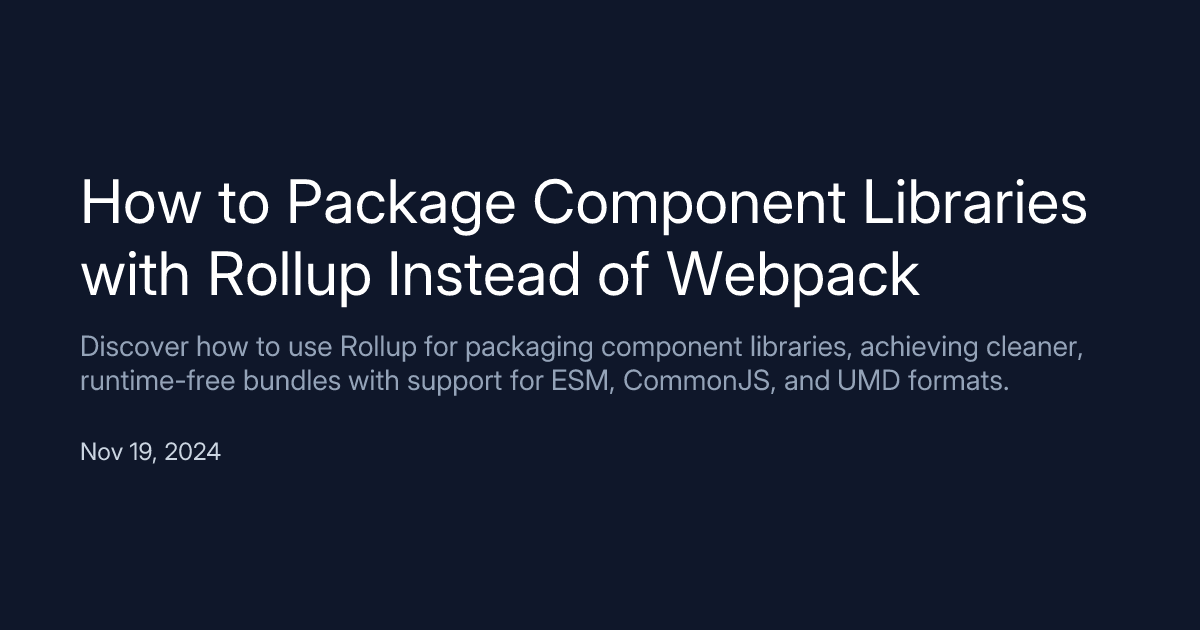 How to Package Component Libraries
with Rollup Instead of Webpack
Discover how to use Rollup for packaging component libraries, achieving cleaner,
runtime-free bundles with support for ESM, CommonJS, and UMD formats.
Nov 19, 2024